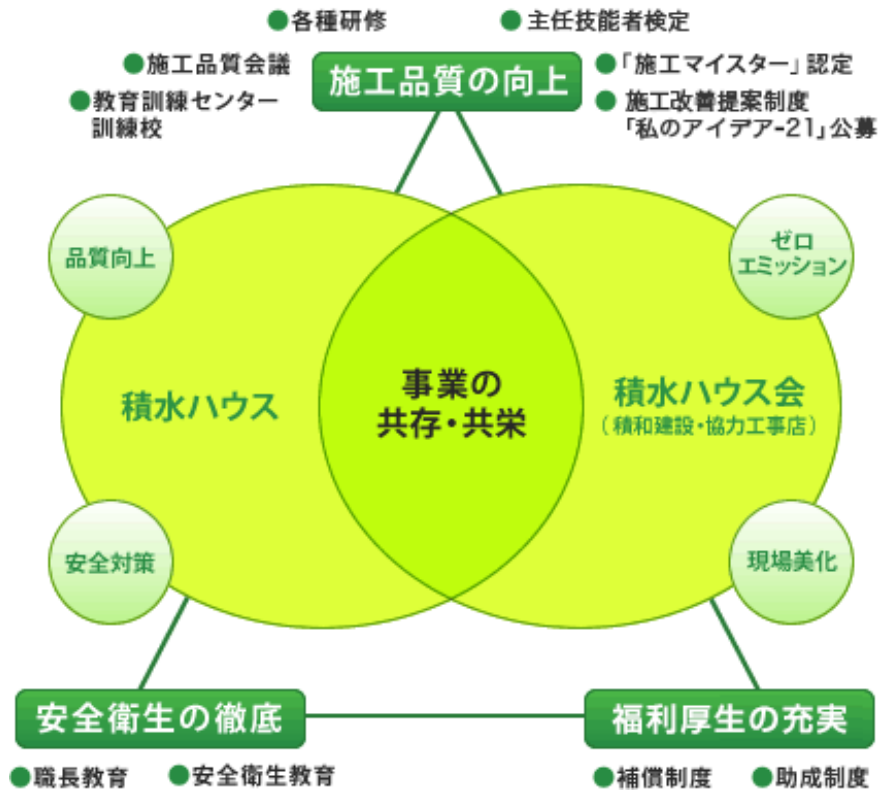 ●各種研修
●主任技能者検定
●施工品質会議
施工品質の向上
●「施工マイスター」認定
●教育訓練センター
訓練校
●施工改善提案制度
「私のアイデア-21」公募
品質向上
ゼロ
エミッション
積水ハウス
事業の
共存・共栄
積水ハウス会
（積和建設・協力工事店）
安全対策
現場美化
安全衛生の徹底
福利厚生の充実
●職長教育
●安全衛生教育
●補償制度
●助成制度